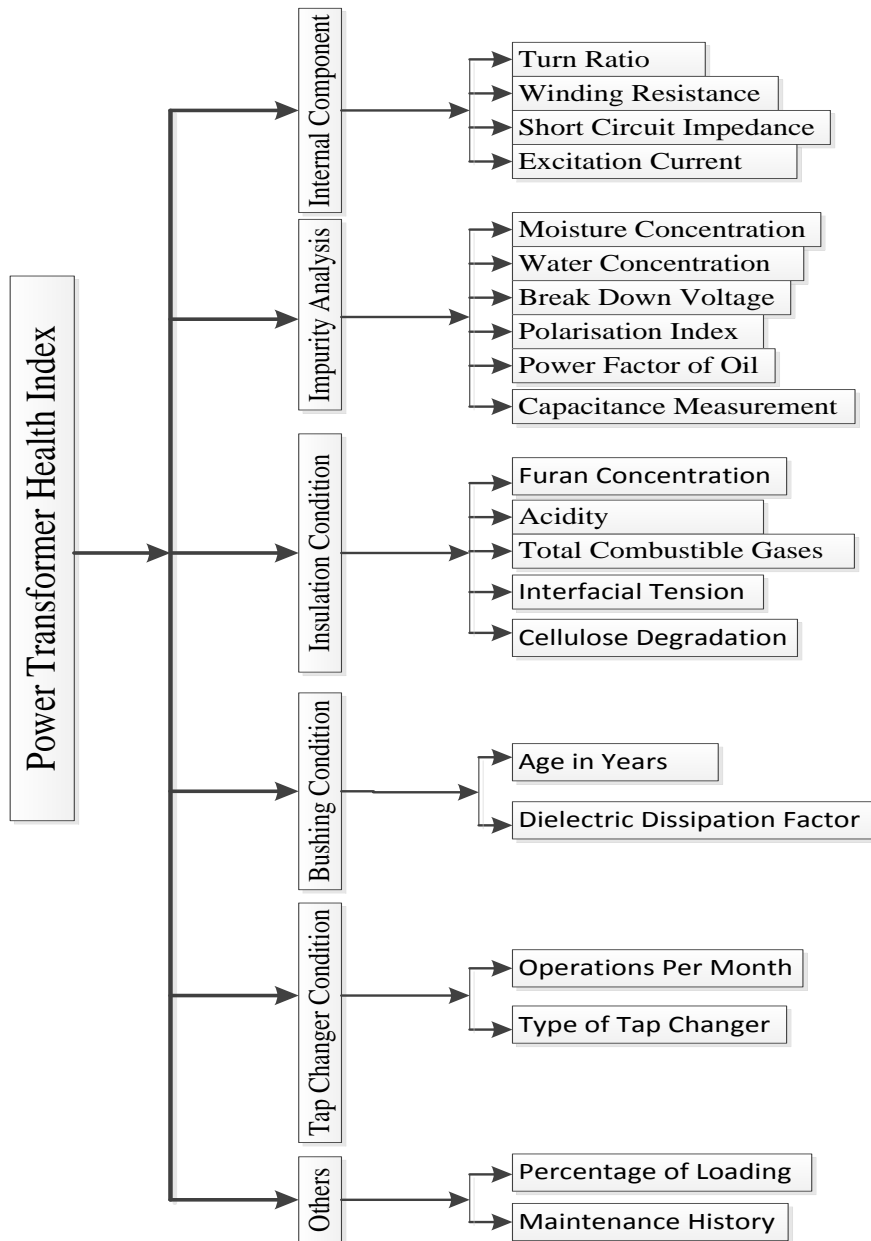 Power Transformer Health Index
Internal Component
Turn Ratio
Winding Resistance
Short Circuit Impedance
Excitation Current
Impurity Analysis
Moisture Concentration
Water Concentration
Break Down Voltage
Polarisation Index
Power Factor of Oil
Capacitance Measurement
Insulation Condition
Furan Concentration
Acidity
Total Combustible Gases
Interfacial Tension
Cellulose Degradation
Bushing Condition
Age in Years
Dielectric Dissipation Factor
Tap Changer Condition
Operations Per Month
Type of Tap Changer
Others
Percentage of Loading
Maintenance History